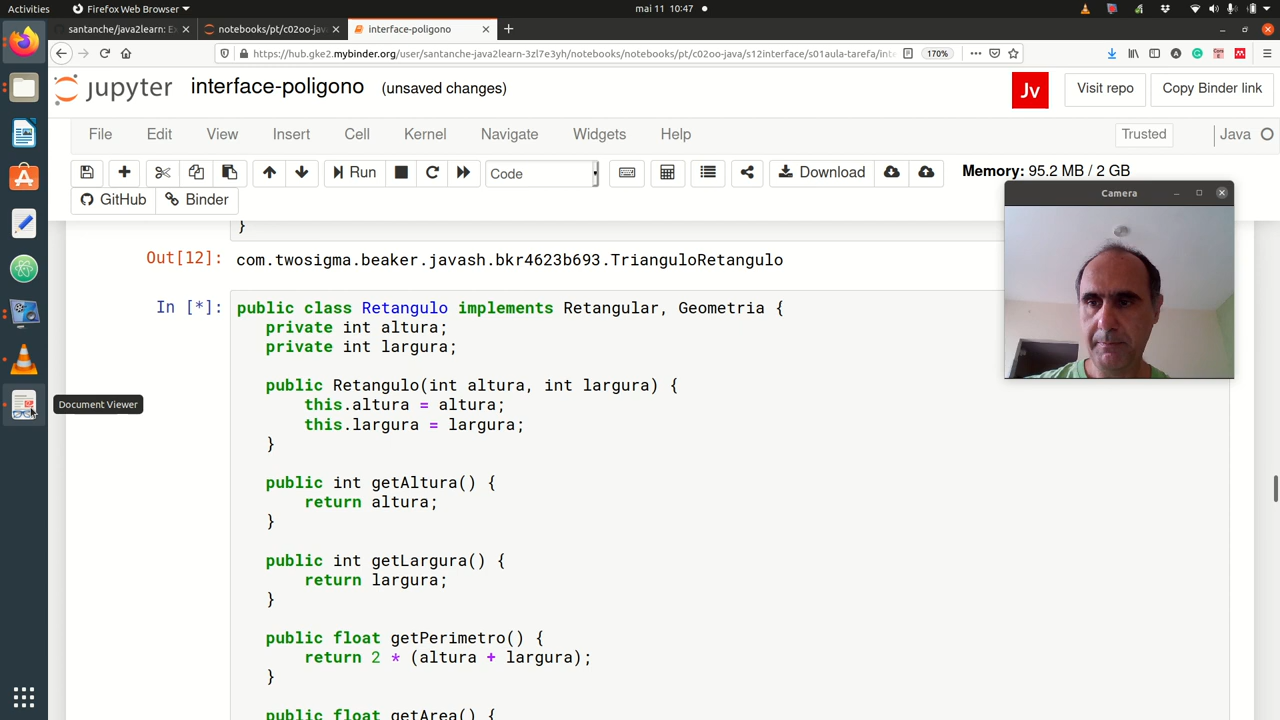 Activities
Firefox Web Browser
mai 11 10:47
santanche/java2learn: Ex
notebooks/pt/c02oo-jav
interface-poligono
https://hub.gke2.mybinder.org/user/santanche-java2learn-3zl7e3yh/notebooks/notebooks/pt/c02oo-java/s12interface/s01aula-tarefa/inte
170%
jupyter
interface-poligono
(unsaved changes)
Jv
Visit repo
Copy Binder link
File Edit View Insert Cell Kernel Navigate Widgets Help
Trusted
Java
Run
Code
Download
Memory: 95.2 MB / 2 GB
GitHub
Binder
Camera
}
Out[12]:
com.twosigma.beaker.javash.bkr4623b693.TrianguloRetangulo
In [*]:
public class Retangulo implements Retangular, Geometria {
private int altura;
private int largura;
public Retangulo(int altura, int largura) {
this.altura = altura;
this.largura = largura;
}
public int getAltura() {
return altura;
}
public int getLargura() {
return largura;
}
public float getPerimetro() {
return 2 * (altura + largura);
}
public float getArea() {
Document Viewer